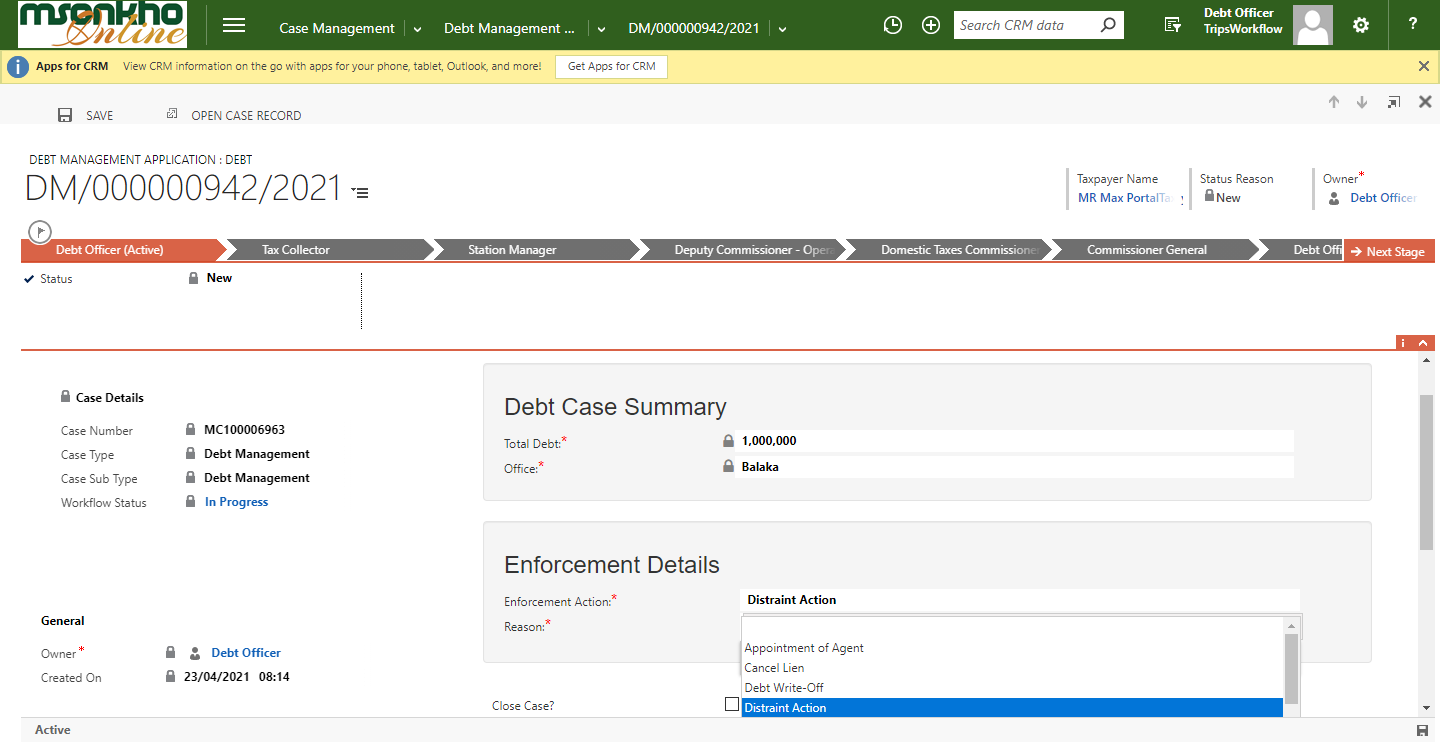 msonkho
Online
Case Management
Debt Management ...
DM/000000942/2021
Search CRM data
Debt Officer
TripsWorkflow
?
i
Apps for CRM
View CRM information on the go with apps for your phone, tablet, Outlook, and more!
Get Apps for CRM
SAVE
OPEN CASE RECORD
DEBT MANAGEMENT APPLICATION : DEBT
DM/000000942/2021
Taxpayer Name
MR Max PortalTa
Status Reason
New
Owner*
Debt Officer
Debt Officer (Active)
Tax Collector
Station Manager
Deputy Commissioner - Oper
Domestic Taxes Commissioner
Commissioner General
Debt Offi
Next Stage
Status
New
i
Case Details
Case Number
MC100006963
Case Type
Debt Management
Case Sub Type
Debt Management
Workflow Status
In Progress
General
Owner*
Debt Officer
Created On
23/04/2021 08:14
Debt Case Summary
Total Debt:*
1,000,000
Office:*
Balaka
Enforcement Details
Enforcement Action:*
Distraint Action
Reason:*
Appointment of Agent
Cancel Lien
Debt Write-Off
Distraint Action
Close Case?
Active